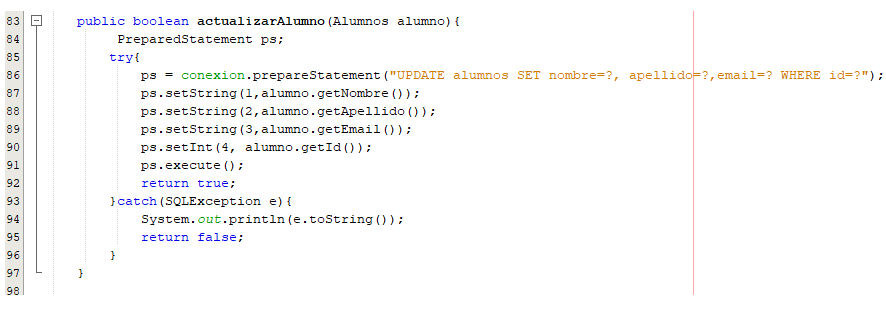 83 public boolean actualizarAlumno(Alumnos alumno){
84 PreparedStatement ps;
85 try{
86 ps = conexion.prepareStatement("UPDATE alumnos SET nombre=?, apellido=?,email=? WHERE id=?");
87 ps.setString(1,alumno.getNombre());
88 ps.setString(2,alumno.getApellido());
89 ps.setString(3,alumno.getEmail());
90 ps.setInt(4, alumno.getId());
91 ps.execute();
92 return true;
93 }catch(SQLException e){
94 System.out.println(e.toString());
95 return false;
96 }
97 }
98